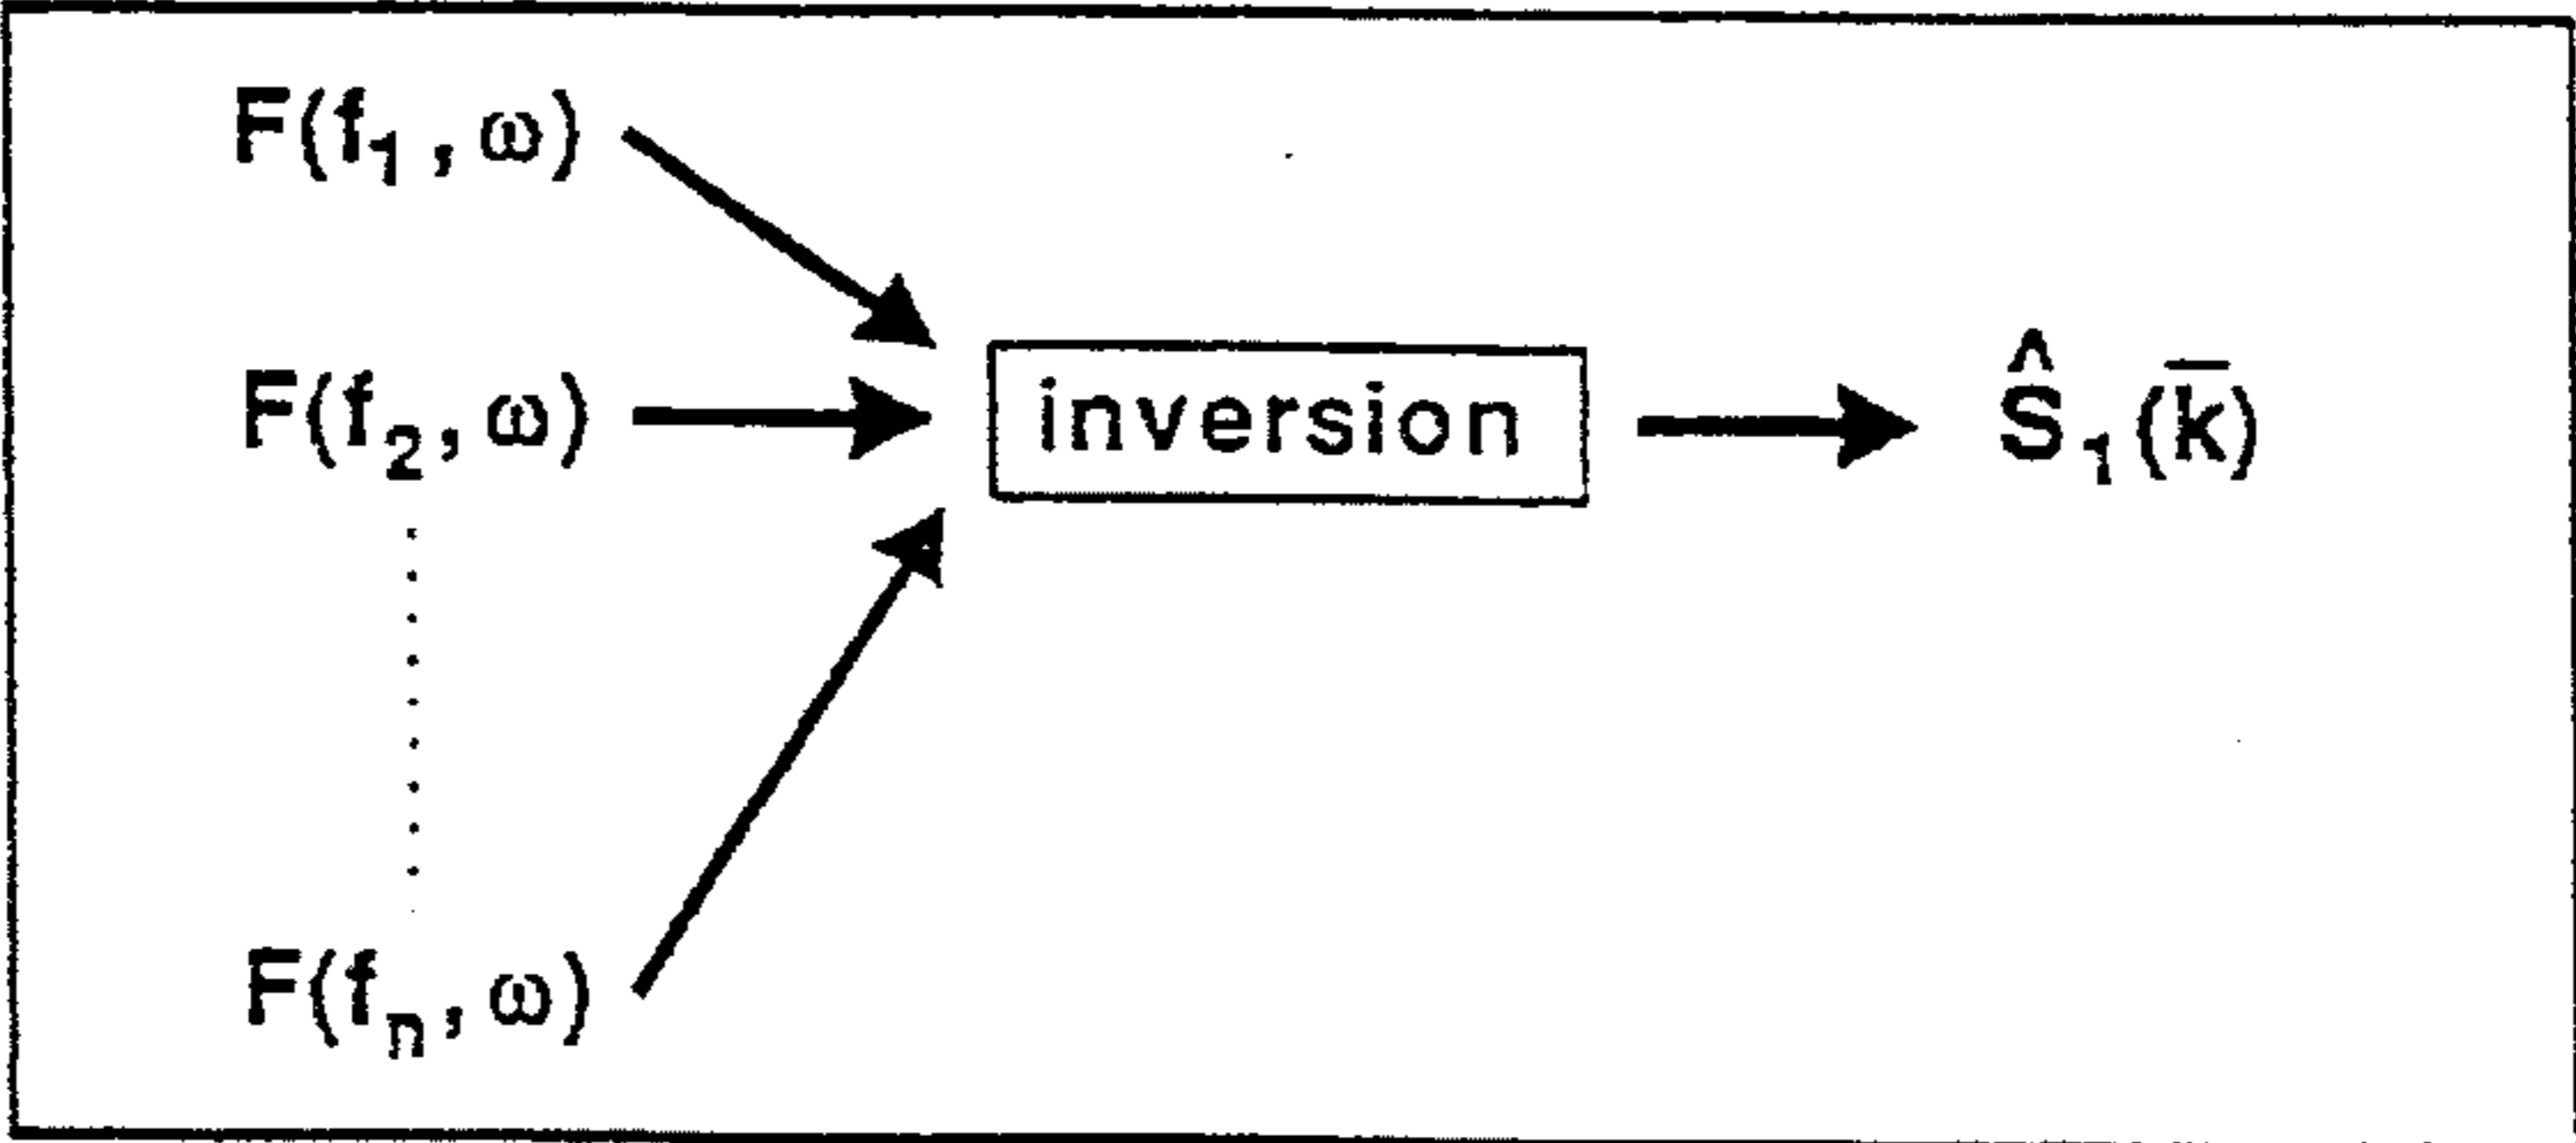 F(f₁, ω)
F(f₂, ω)
inversion
Ŝ₁(k̅)
F(fₙ, ω)